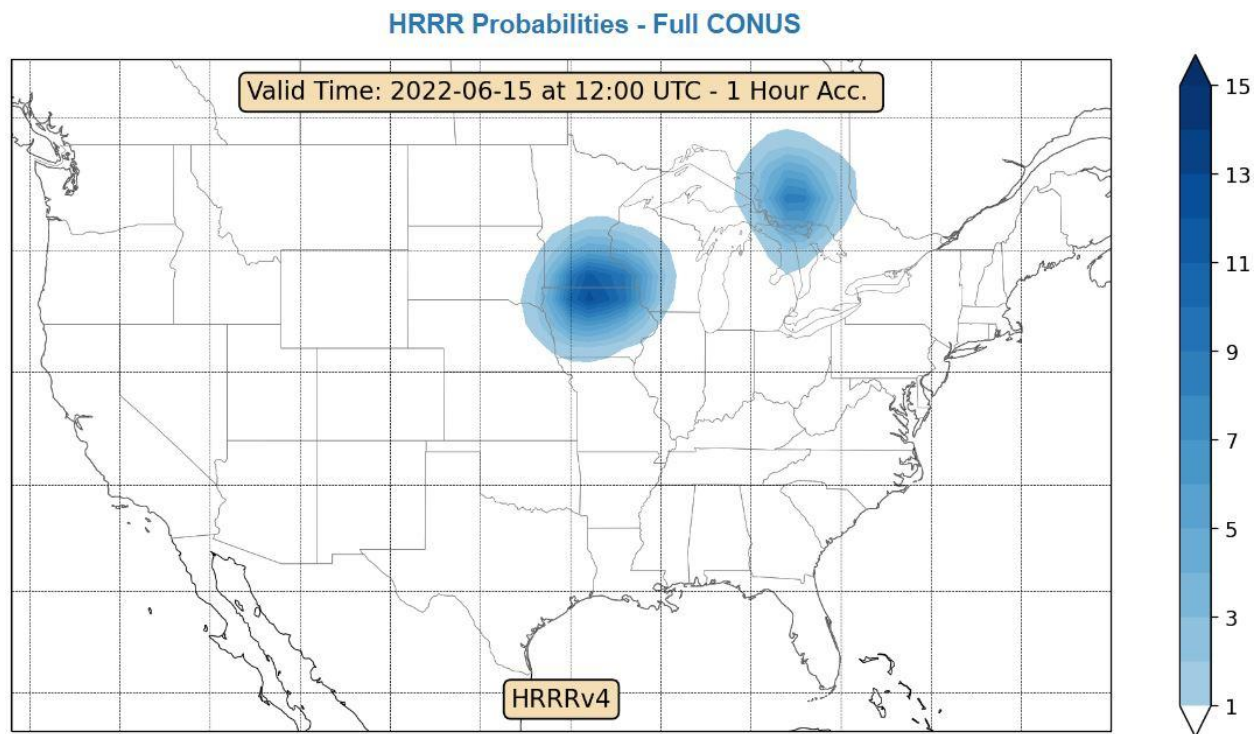 HRRR Probabilities - Full CONUS
Valid Time: 2022-06-15 at 12:00 UTC - 1 Hour Acc.
15
13
11
9
7
5
3
1
HRRRv4